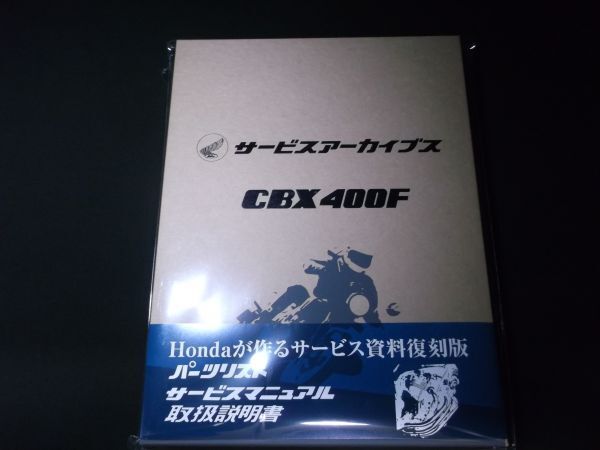 サービスアーカイブス
CBX400F
Hondaが作るサービス資料復刻版
パーツリスト
サービスマニュアル
取扱説明書